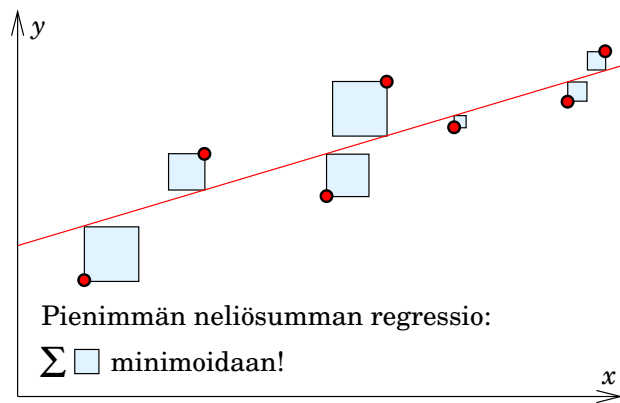 y
Pienimmän neliösumman regressio:
∑ □ minimoidaan!
x